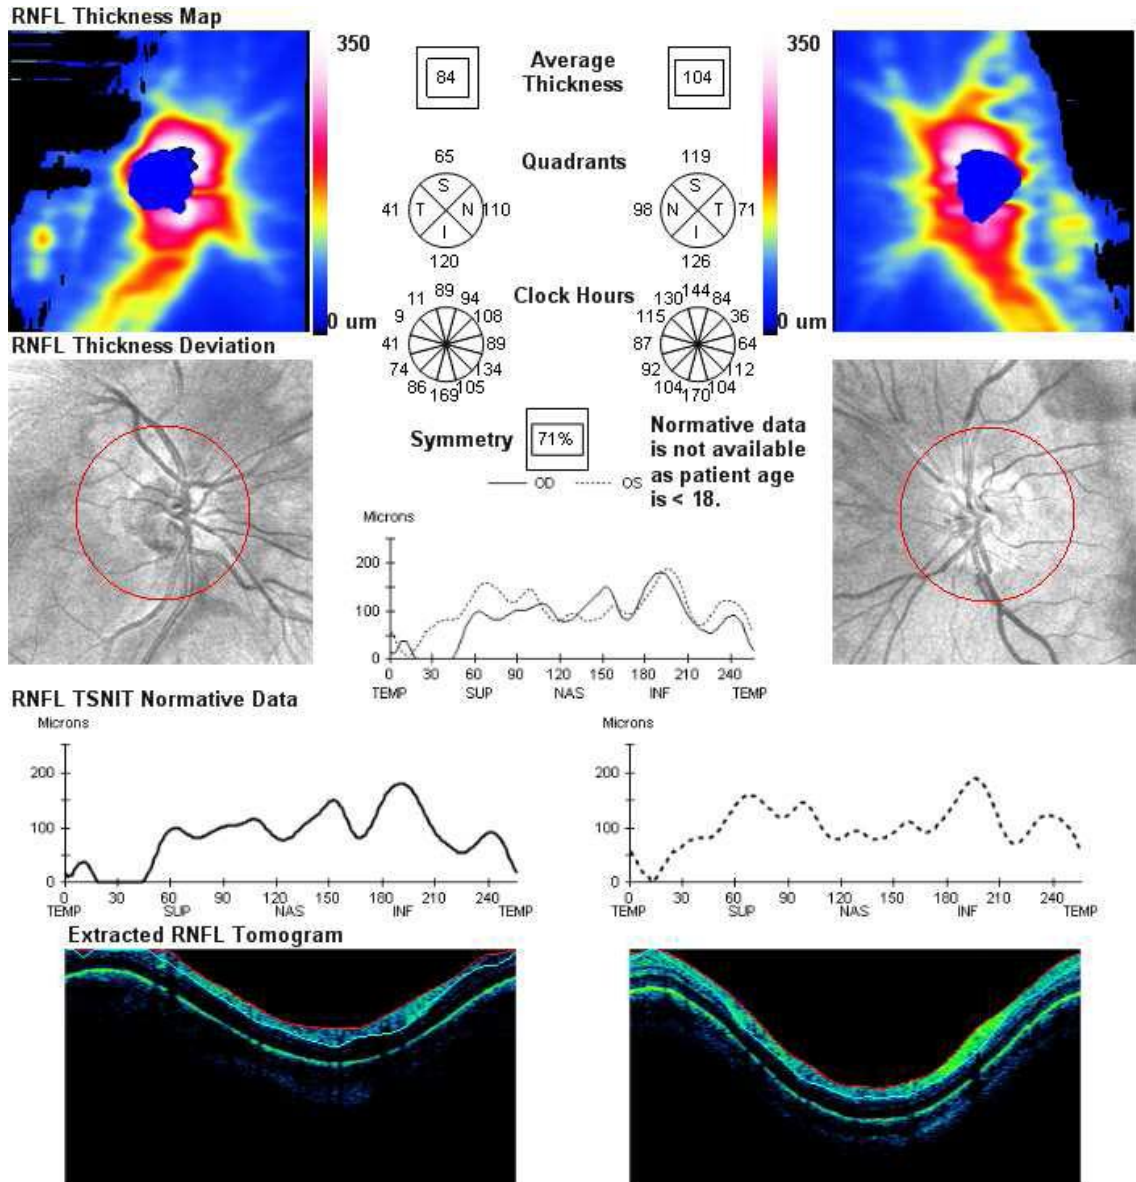 RNFL Thickness Map
350
Average
Thickness
350
84
104
65
Quadrants
119
S
S
41
T
N
110
98
N
T
71
I
I
120
126
Clock Hours
89
94
108
89
134
105
169
86
74
41
9
11
144
84
36
64
112
104
170
104
92
87
115
130
0 um
0 um
RNFL Thickness Deviation
Symmetry
71%
Normative data
is not available
as patient age
is < 18.
OD
OS
Microns
200
100
0
0 30 60 90 120 150 180 210 240
TEMP SUP NAS INF TEMP
RNFL TSNIT Normative Data
Microns
200
100
0
0 30 60 90 120 150 180 210 240
TEMP SUP NAS INF TEMP
Microns
200
100
0
0 30 60 90 120 150 180 210 240
TEMP SUP NAS INF TEMP
Extracted RNFL Tomogram